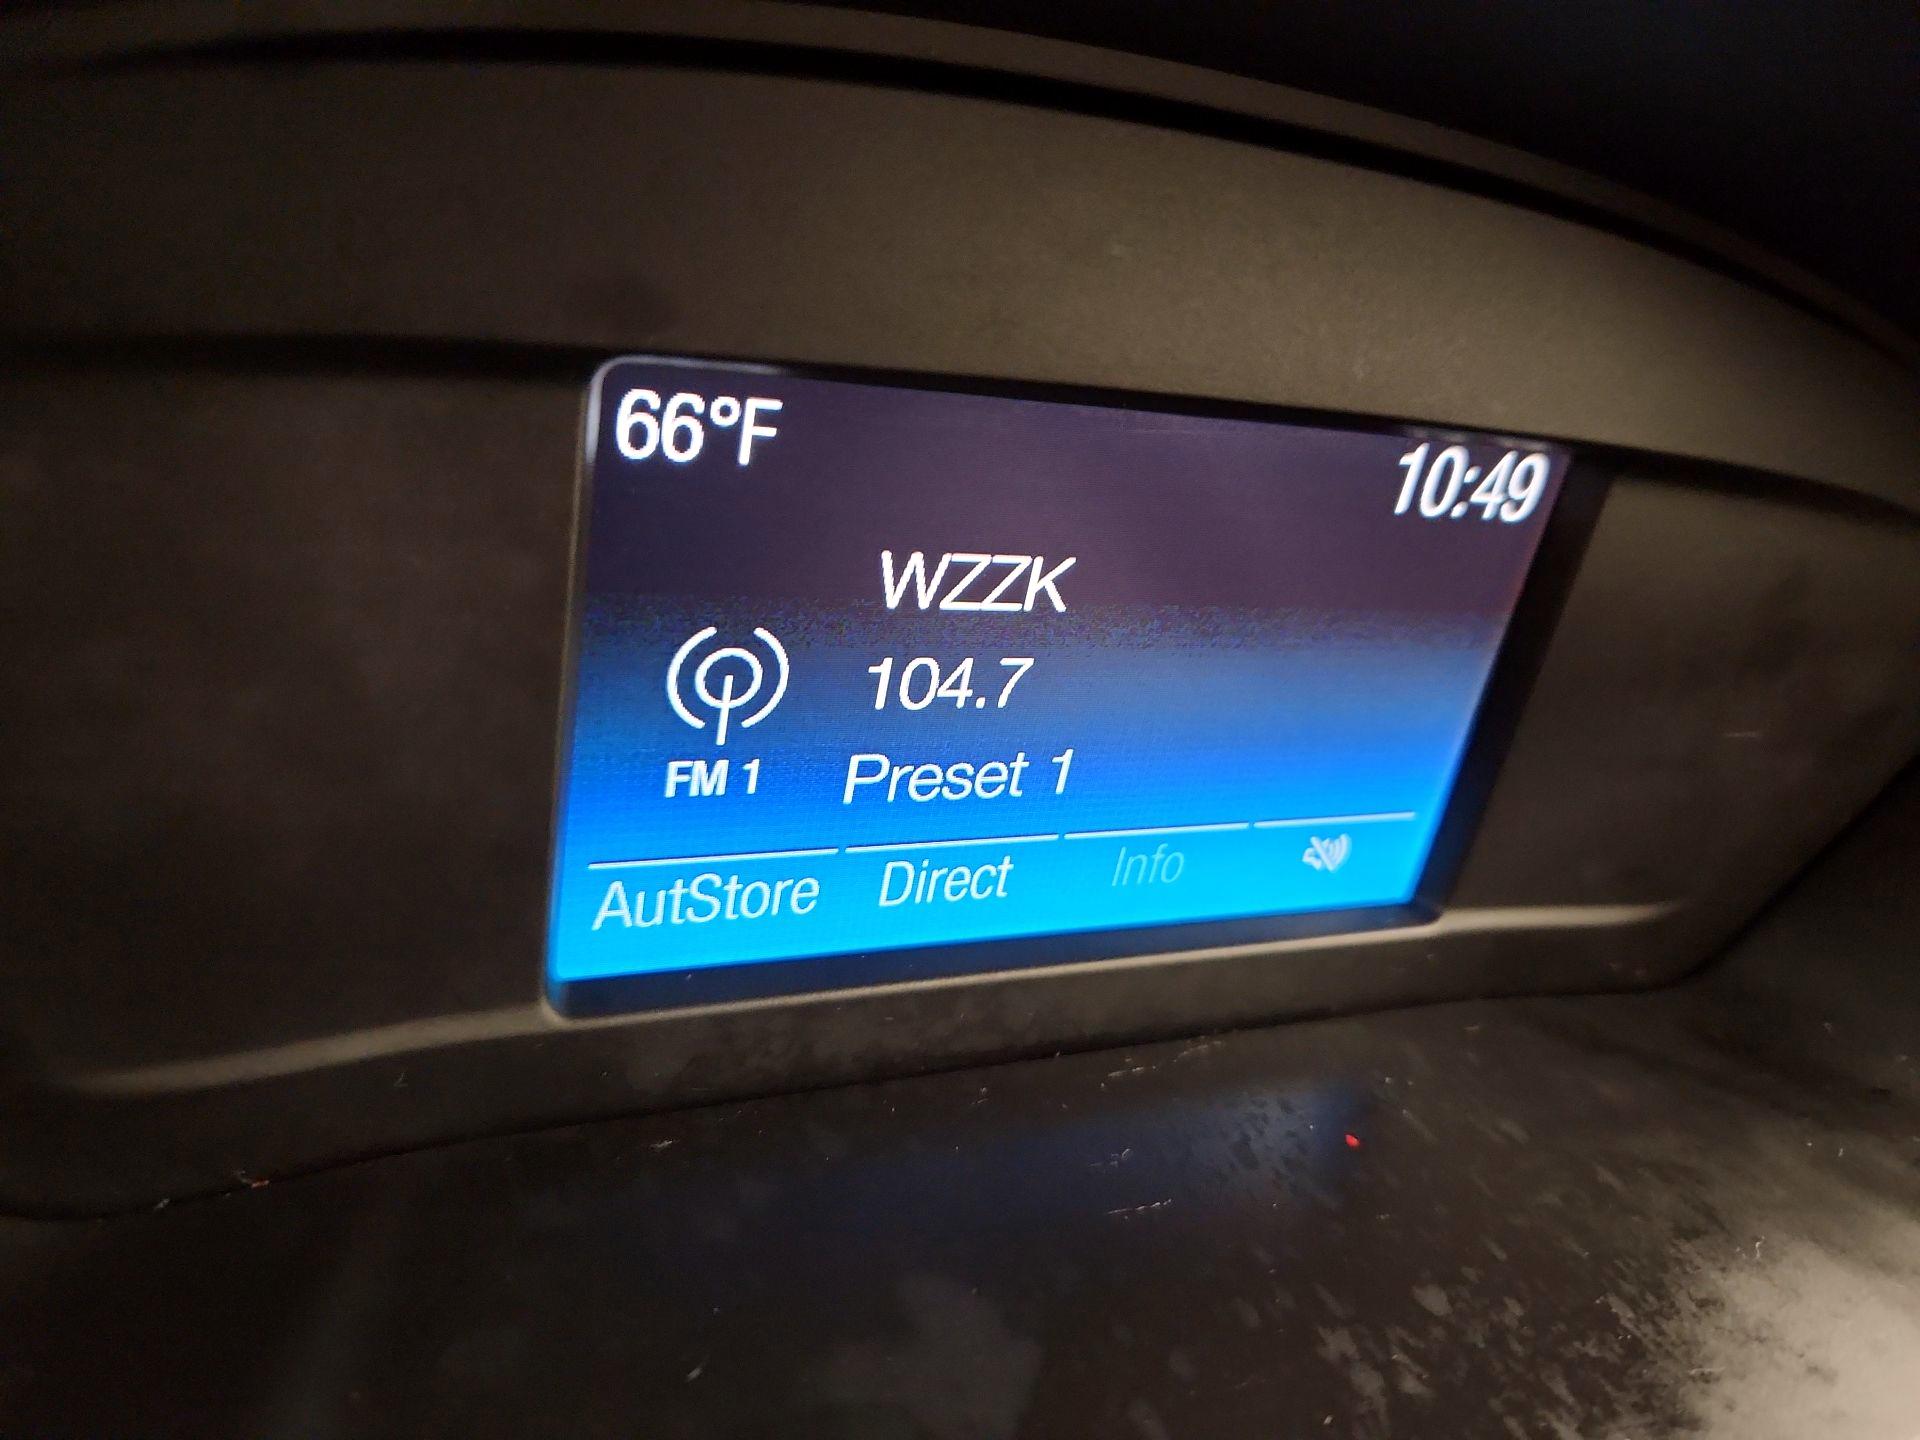 66°F
10:49
WZZK
104.7
FM 1
Preset 1
AutStore
Direct
Info